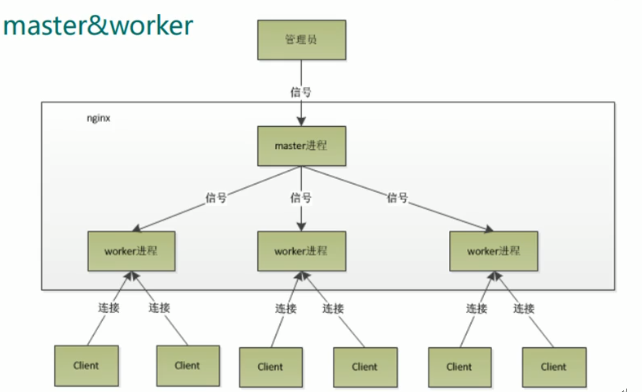 master&worker
管理员
信号
nginx
master进程
信号 信号 信号
worker进程 worker进程 worker进程
连接 连接 连接 连接 连接 连接
Client Client Client Client Client Client